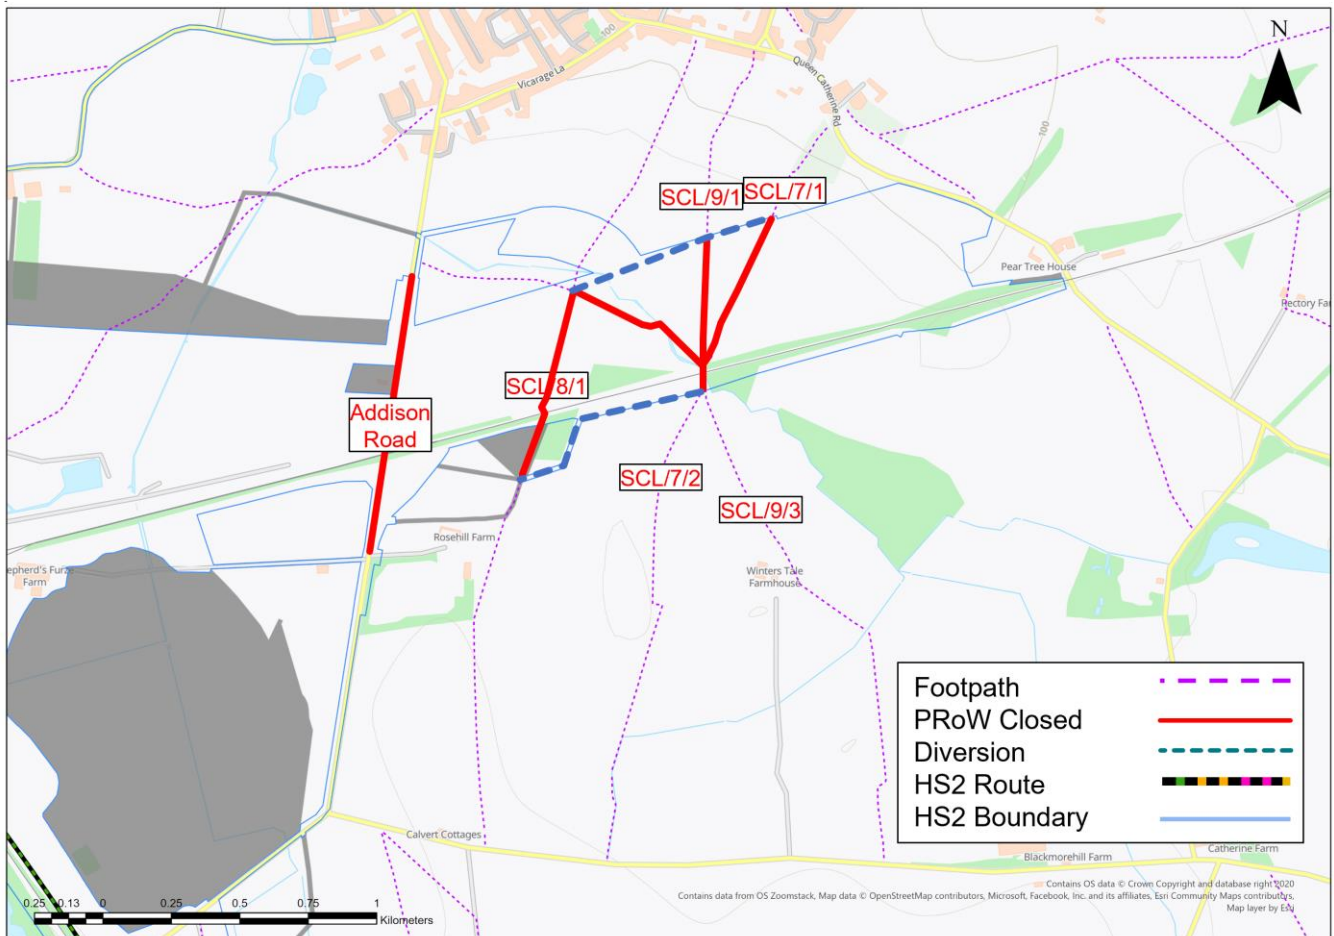 N
100
Vicarage La
Queen Catherine Rd
100
SCL/9/1
SCL/7/1
Pear Tree House
SCL/8/1
Addison
Road
SCL/7/2
SCL/9/3
Rosehill Farm
Farm
Winters Tale
Farmhouse
Footpath
PRoW Closed
Diversion
HS2 Route
HS2 Boundary
Calvert Cottages
Catherine Farm
Blackmorehill Farm
Contains OS data © Crown Copyright and database right 2020
Contains data from OS Zoomstack, Map data © OpenStreetMap contributors, Microsoft, Facebook, Inc. and its affiliates, Esri Community Maps contributors,
Map layer by Esri
0.25 0.13 0 0.25 0.5 0.75 1
Kilometers